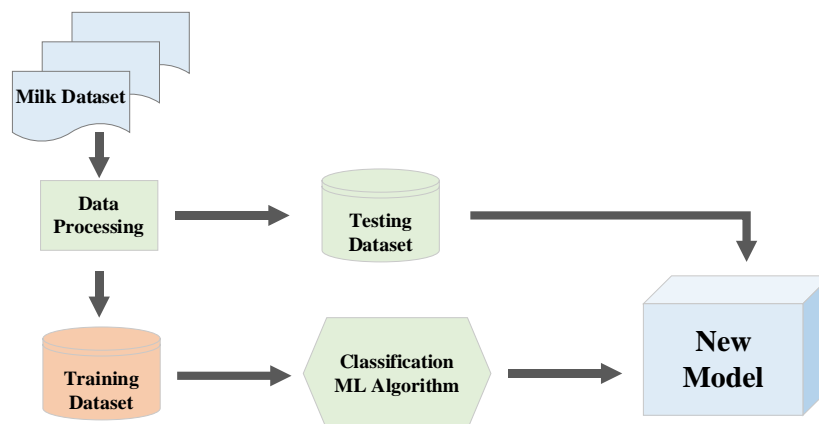 Milk Dataset
Data
Processing
Testing
Dataset
Training
Dataset
Classification
ML Algorithm
New
Model